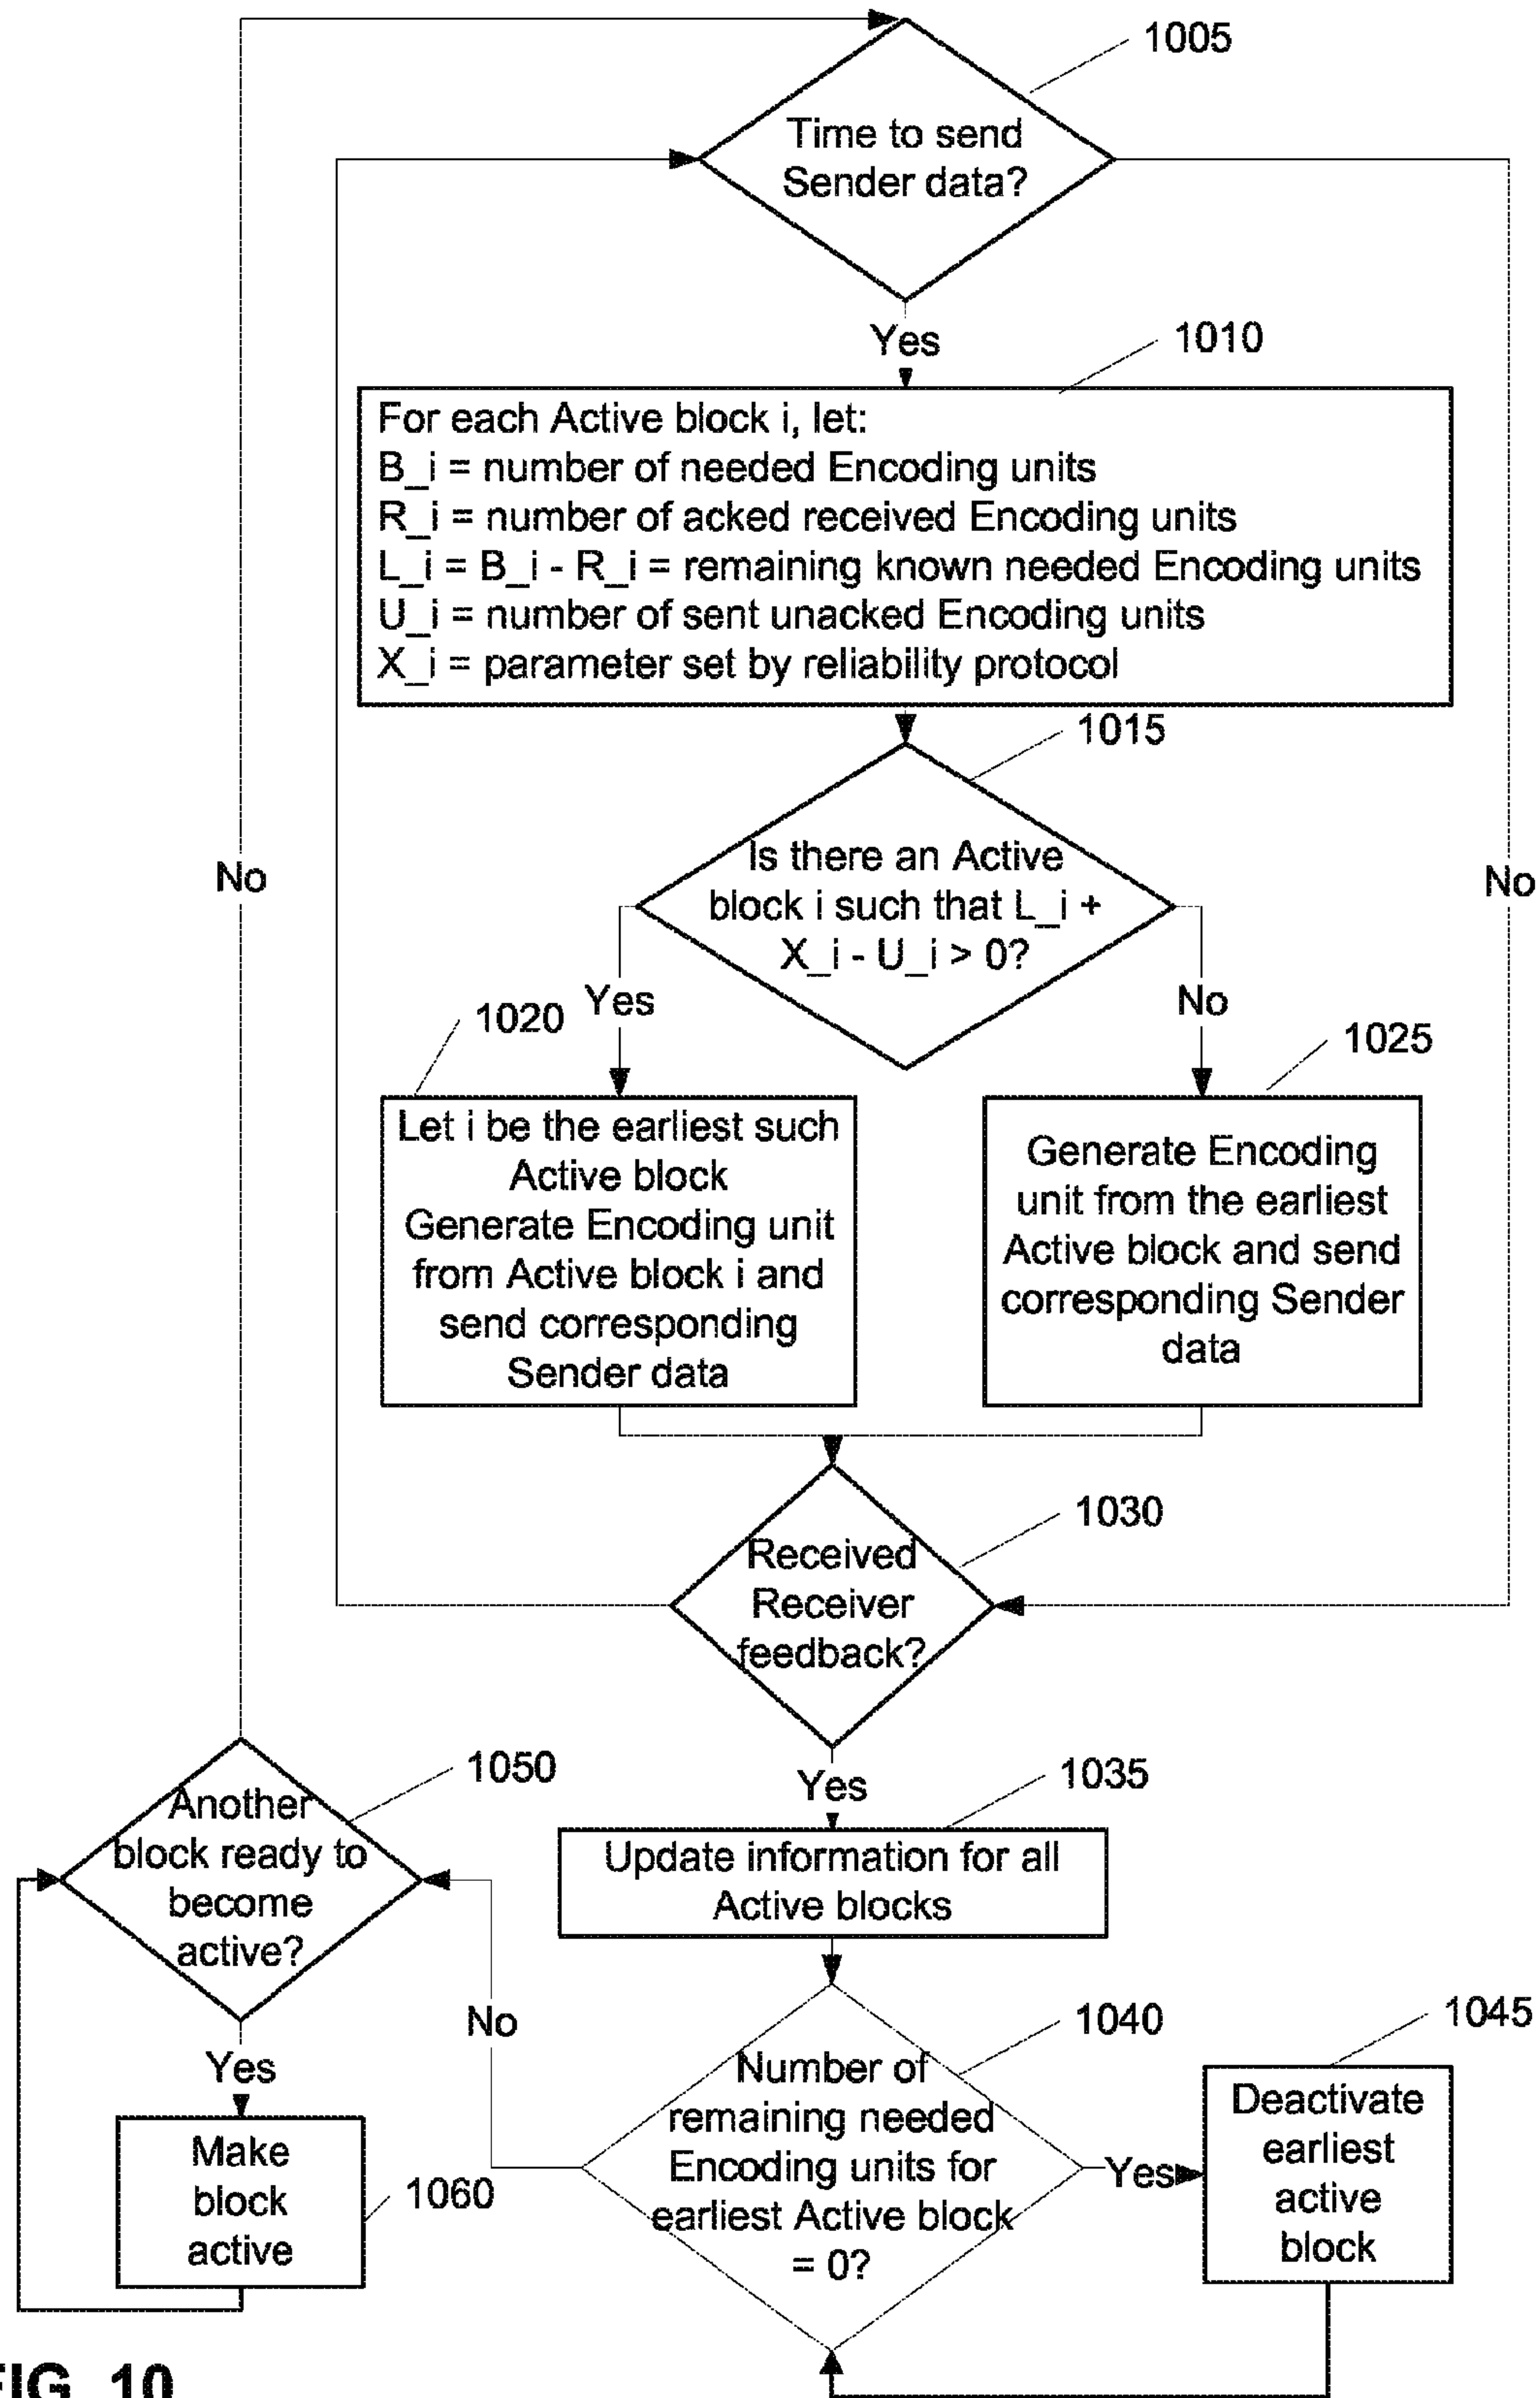 1005
Time to send
Sender data?
Yes
1010
For each Active block i, let:
B_i = number of needed Encoding units
R_i = number of acked received Encoding units
L_i = B_i - R_i = remaining known needed Encoding units
U_i = number of sent unacked Encoding units
X_i = parameter set by reliability protocol
1015
Is there an Active
block i such that L_i +
X_i - U_i > 0?
No
No
Yes
No
1020
1025
Let i be the earliest such
Active block
Generate Encoding unit
from Active block i and
send corresponding
Sender data
Generate Encoding
unit from the earliest
Active block and send
corresponding Sender
data
1030
Received
Receiver
feedback?
Yes
1035
Update information for all
Active blocks
1050
Another
block ready to
become
active?
No
Yes
1040
Number of
remaining needed
Encoding units for
earliest Active block
= 0?
Yes
1045
Deactivate
earliest
active
block
Make
block
active
1060
FIG. 10